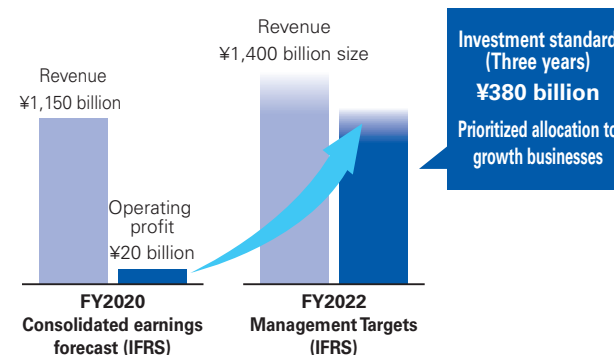 Revenue
¥1,150 billion
Operating
profit
¥20 billion
FY2020
Consolidated earnings
forecast (IFRS)
Revenue
¥1,400 billion size
FY2022
Management Targets
(IFRS)
Investment standard
(Three years)
¥380 billion
Prioritized allocation to
growth businesses